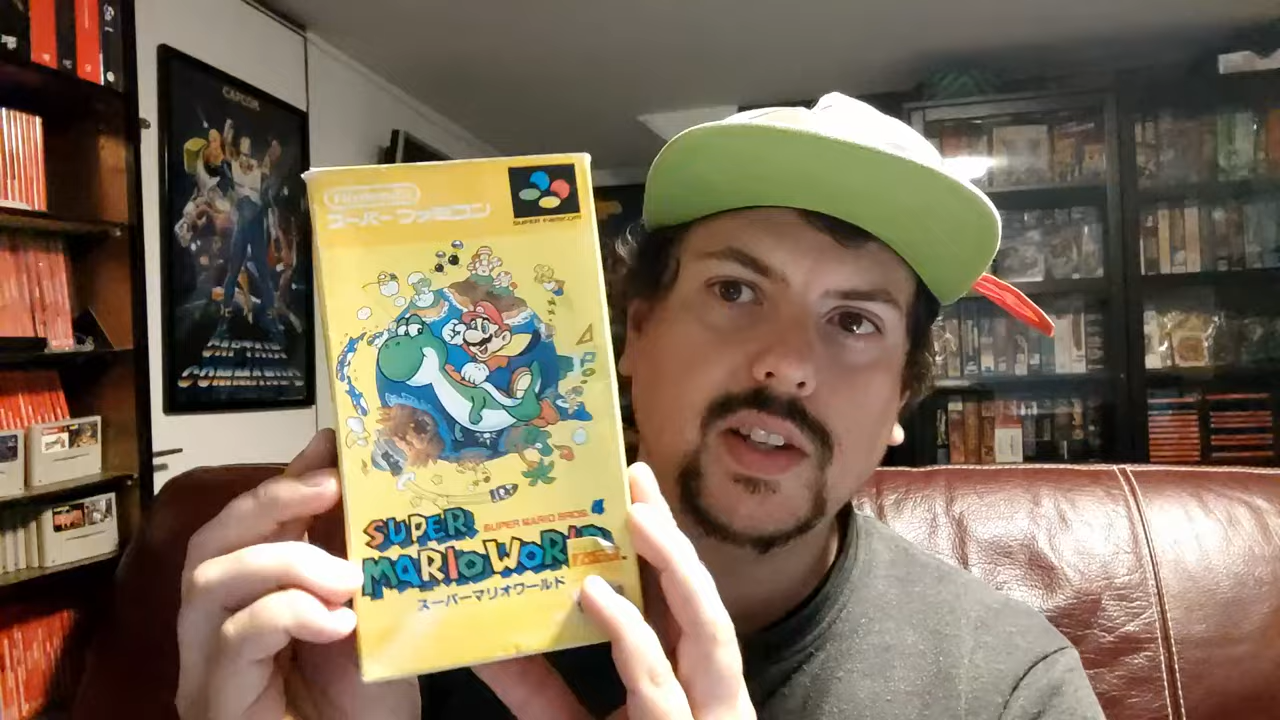 CAPCOM
CAPTAIN
COMMANDO
Nintendo
スーパーファミコン
SUPER FAMICOM
SUPER
SUPER MARIO BROS. 4
MARIO WORLD
スーパーマリオワールド